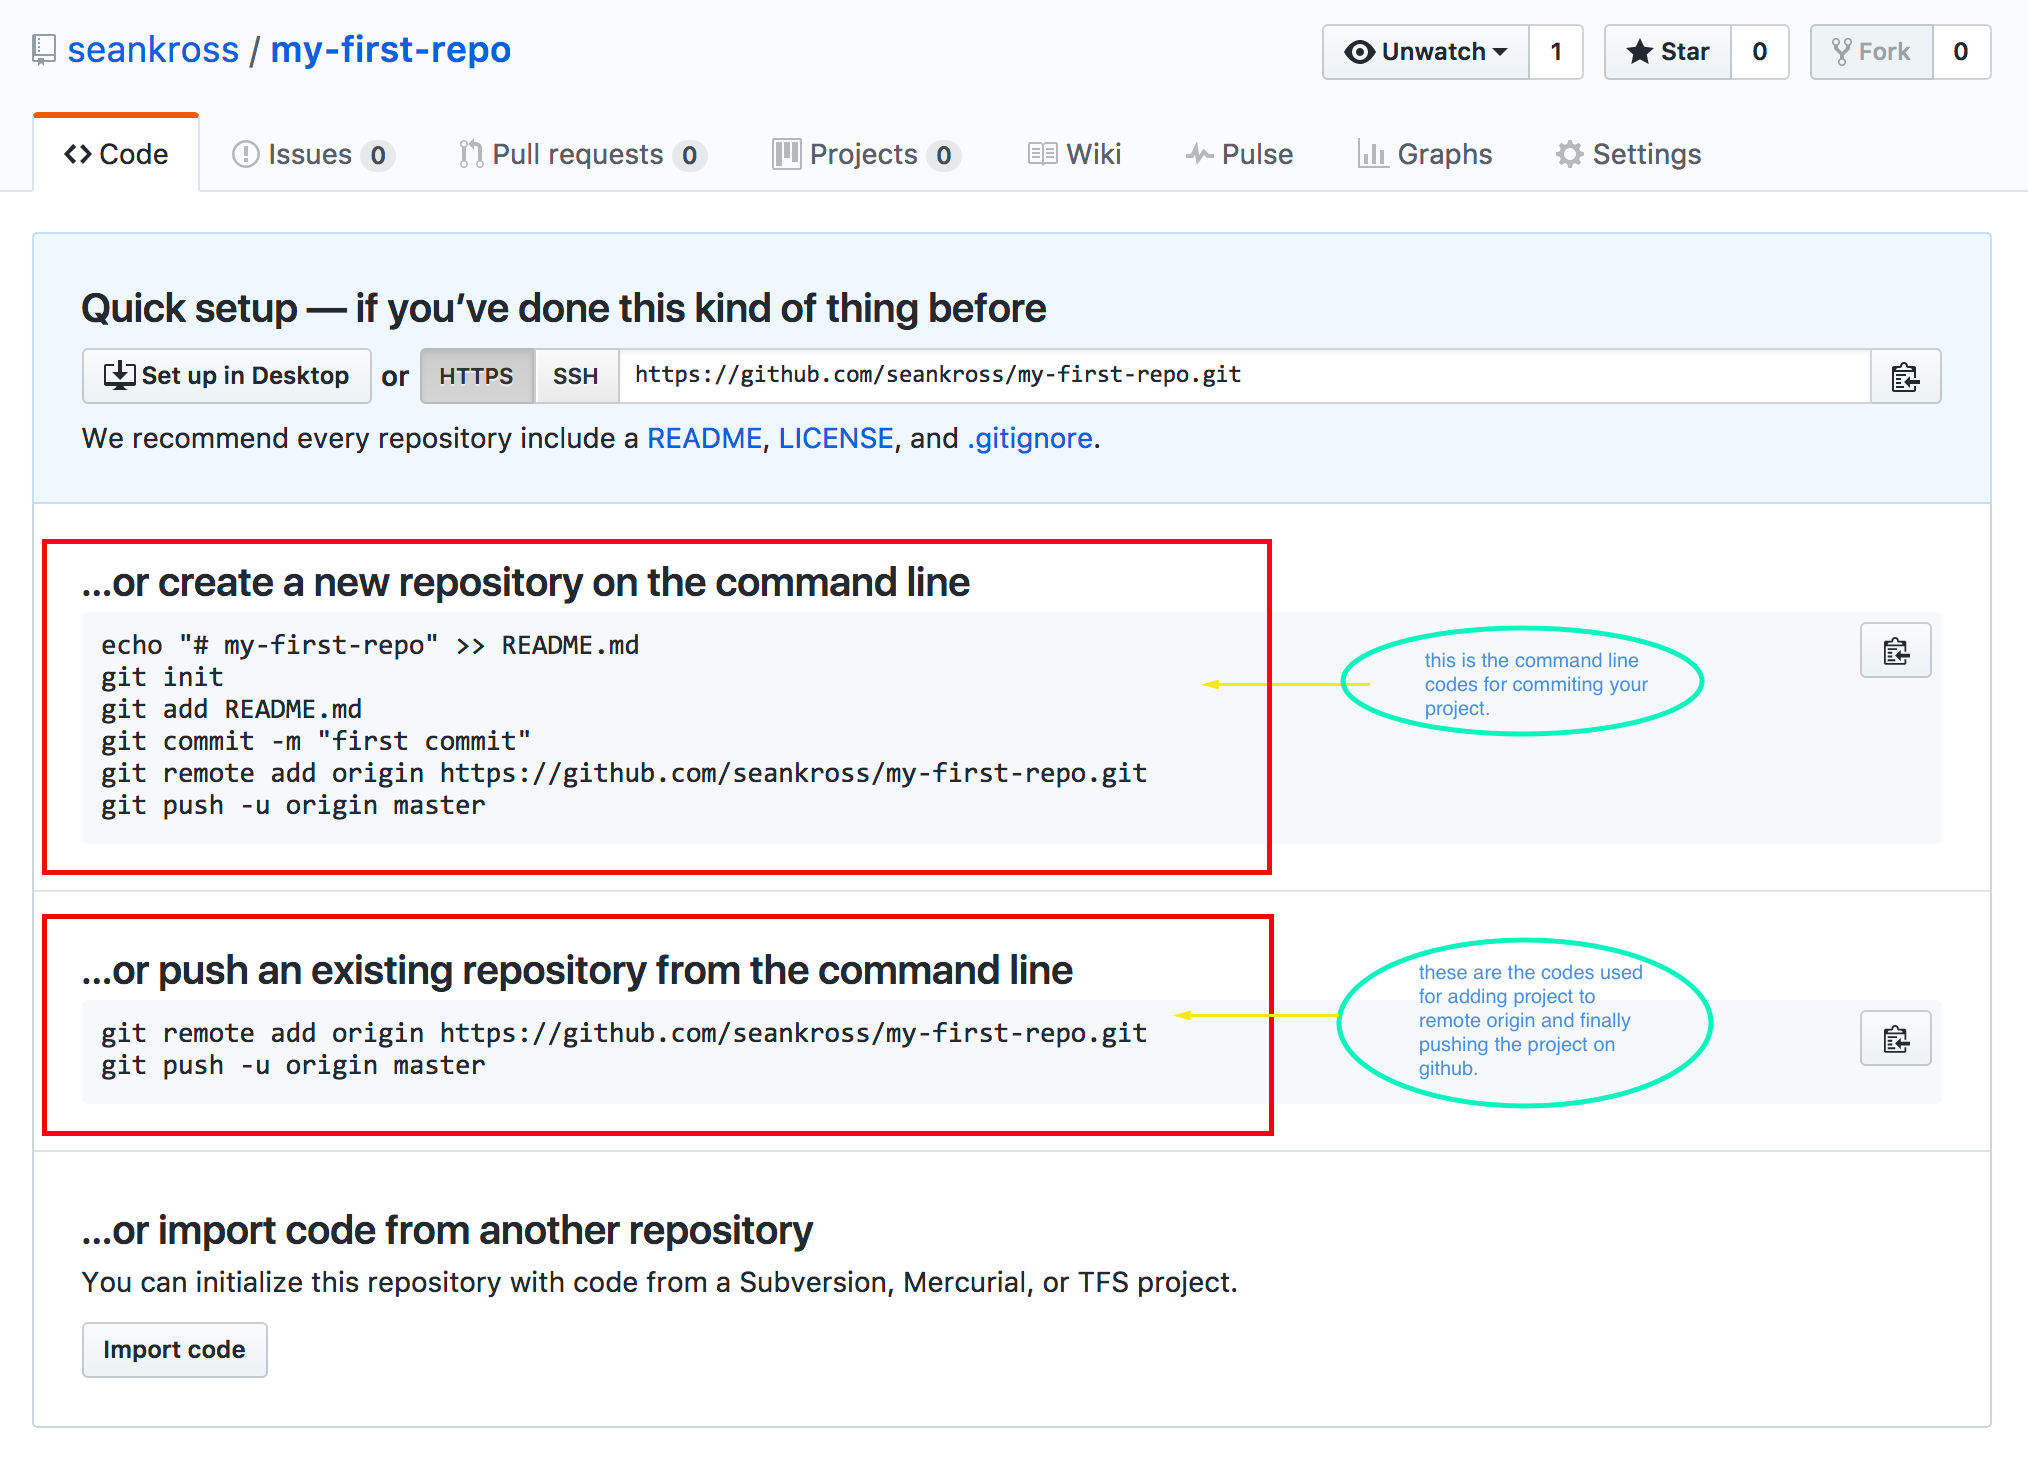 seankross / my-first-repo
Unwatch 1 Star 0 Fork 0
Code Issues 0 Pull requests 0 Projects 0 Wiki Pulse Graphs Settings
Quick setup — if you’ve done this kind of thing before
Set up in Desktop or HTTPS SSH https://github.com/seankross/my-first-repo.git
We recommend every repository include a README, LICENSE, and .gitignore.
…or create a new repository on the command line
echo "# my-first-repo" >> README.md
git init
git add README.md
git commit -m "first commit"
git remote add origin https://github.com/seankross/my-first-repo.git
git push -u origin master
this is the command line
codes for commiting your
project.
…or push an existing repository from the command line
git remote add origin https://github.com/seankross/my-first-repo.git
git push -u origin master
these are the codes used
for adding project to
remote origin and finally
pushing the project on
github.
…or import code from another repository
You can initialize this repository with code from a Subversion, Mercurial, or TFS project.
Import code